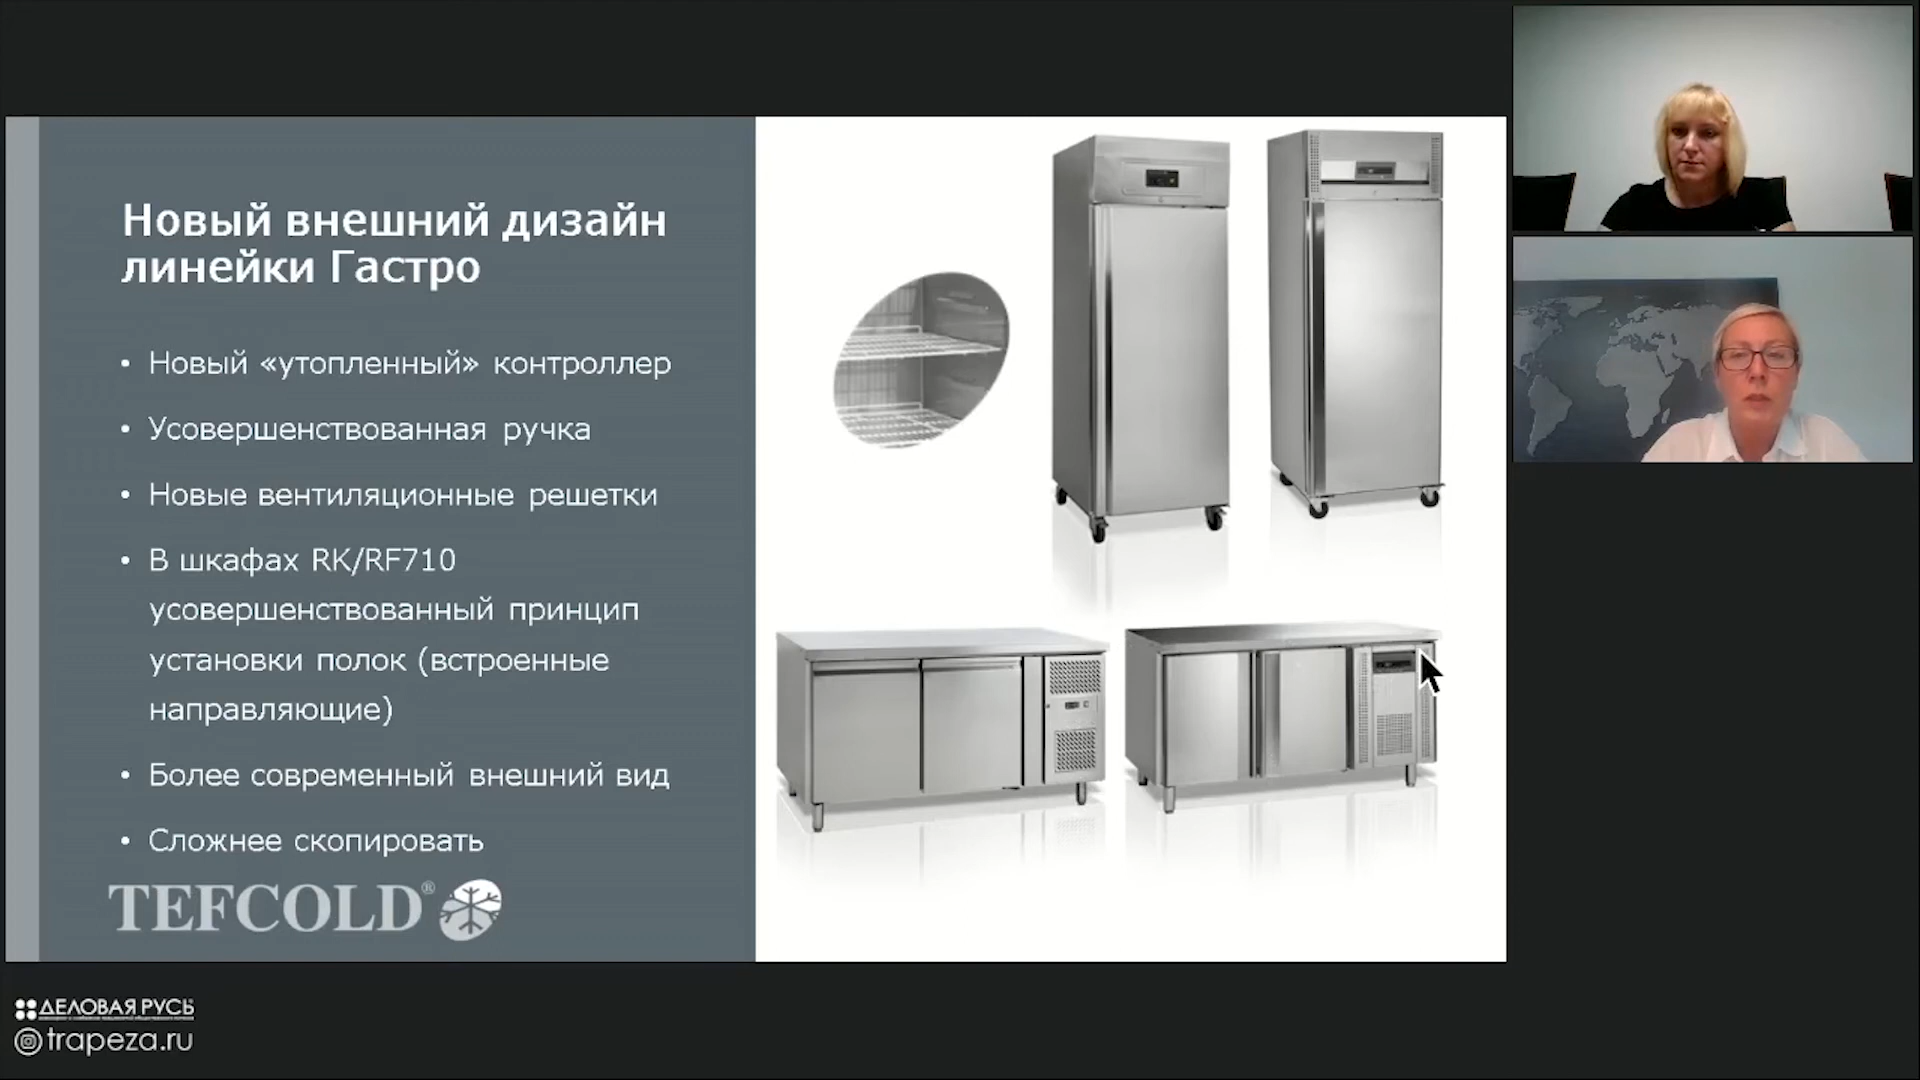 Новый внешний дизайн
линейки Гастро
• Новый «утопленный» контроллер
• Усовершенствованная ручка
• Новые вентиляционные решетки
• В шкафах RK/RF710
усовершенствованный принцип
установки полок (встроенные
направляющие)
• Более современный внешний вид
• Сложнее скопировать
TEFCOLD®
ДЕЛОВАЯ РУСЬ
trapeza.ru